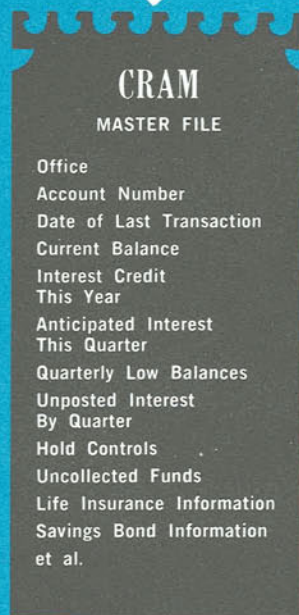 CRAM
MASTER FILE
Office
Account Number
Date of Last Transaction
Current Balance
Interest Credit
This Year
Anticipated Interest
This Quarter
Quarterly Low Balances
Unposted Interest
By Quarter
Hold Controls
Uncollected Funds
Life Insurance Information
Savings Bond Information
et al.